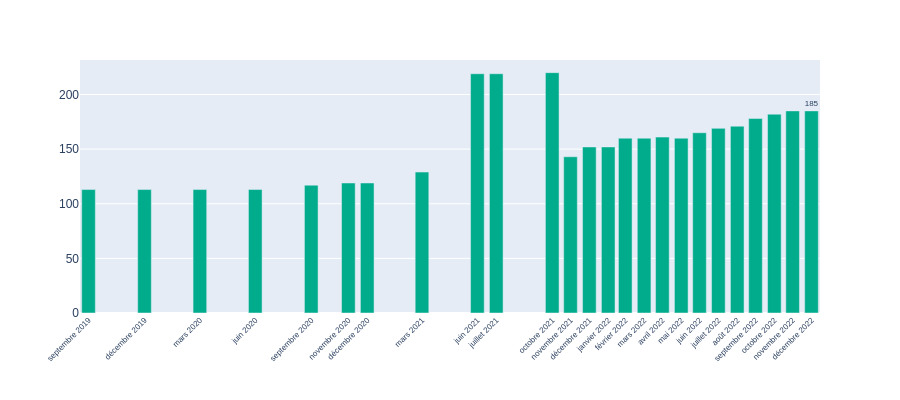 200
150
100
50
0
185
septembre 2019
décembre 2019
mars 2020
juin 2020
septembre 2020
novembre 2020
décembre 2020
mars 2021
juin 2021
juillet 2021
octobre 2021
novembre 2021
décembre 2021
janvier 2022
février 2022
mars 2022
avril 2022
mai 2022
juin 2022
juillet 2022
août 2022
septembre 2022
octobre 2022
novembre 2022
décembre 2022